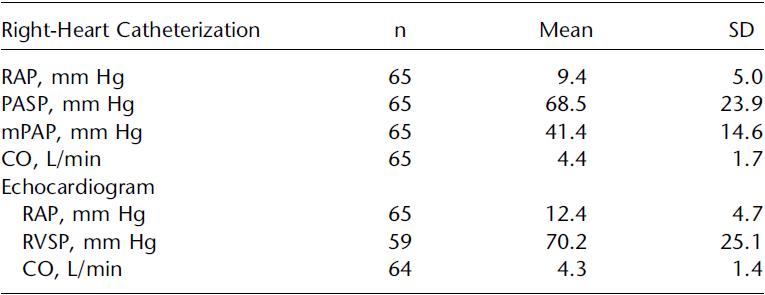 Right-Heart Catheterization n Mean SD
RAP, mm Hg 65 9.4 5.0
PASP, mm Hg 65 68.5 23.9
mPAP, mm Hg 65 41.4 14.6
CO, L/min 65 4.4 1.7
Echocardiogram
RAP, mm Hg 65 12.4 4.7
RVSP, mm Hg 59 70.2 25.1
CO, L/min 64 4.3 1.4